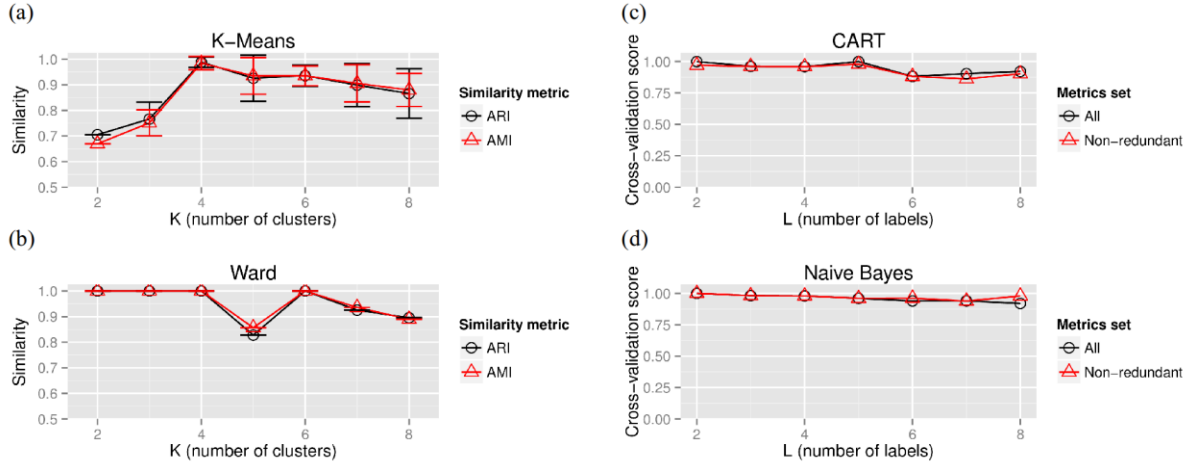 (a)
K−Means
1.0
0.9
0.8
0.7
0.6
0.5
Similarity
2 4 6 8
K (number of clusters)
Similarity metric
ARI
AMI
(b)
Ward
1.0
0.9
0.8
0.7
0.6
0.5
Similarity
2 4 6 8
K (number of clusters)
Similarity metric
ARI
AMI
(c)
CART
1.00
0.75
0.50
0.25
0.00
Cross−validation score
2 4 6 8
L (number of labels)
Metrics set
All
Non−redundant
(d)
Naive Bayes
1.00
0.75
0.50
0.25
0.00
Cross−validation score
2 4 6 8
L (number of labels)
Metrics set
All
Non−redundant